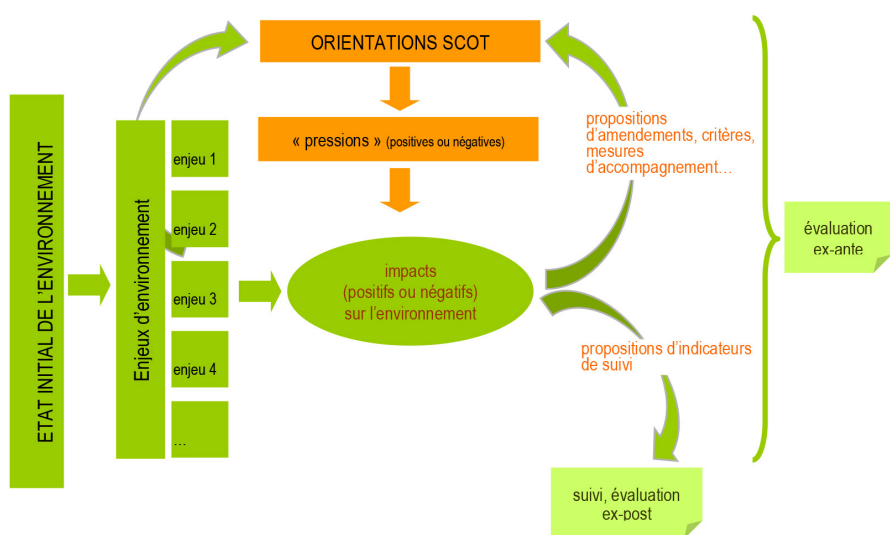 ORIENTATIONS SCOT
« pressions » (positives ou négatives)
ETAT INITIAL DE L'ENVIRONNEMENT
Enjeux d'environnement
enjeu 1
enjeu 2
enjeu 3
enjeu 4
...
impacts
(positifs ou négatifs)
sur l'environnement
propositions
d'amendements, critères,
mesures
d'accompagnement...
propositions d'indicateurs
de suivi
évaluation
ex-ante
suivi, évaluation
ex-post